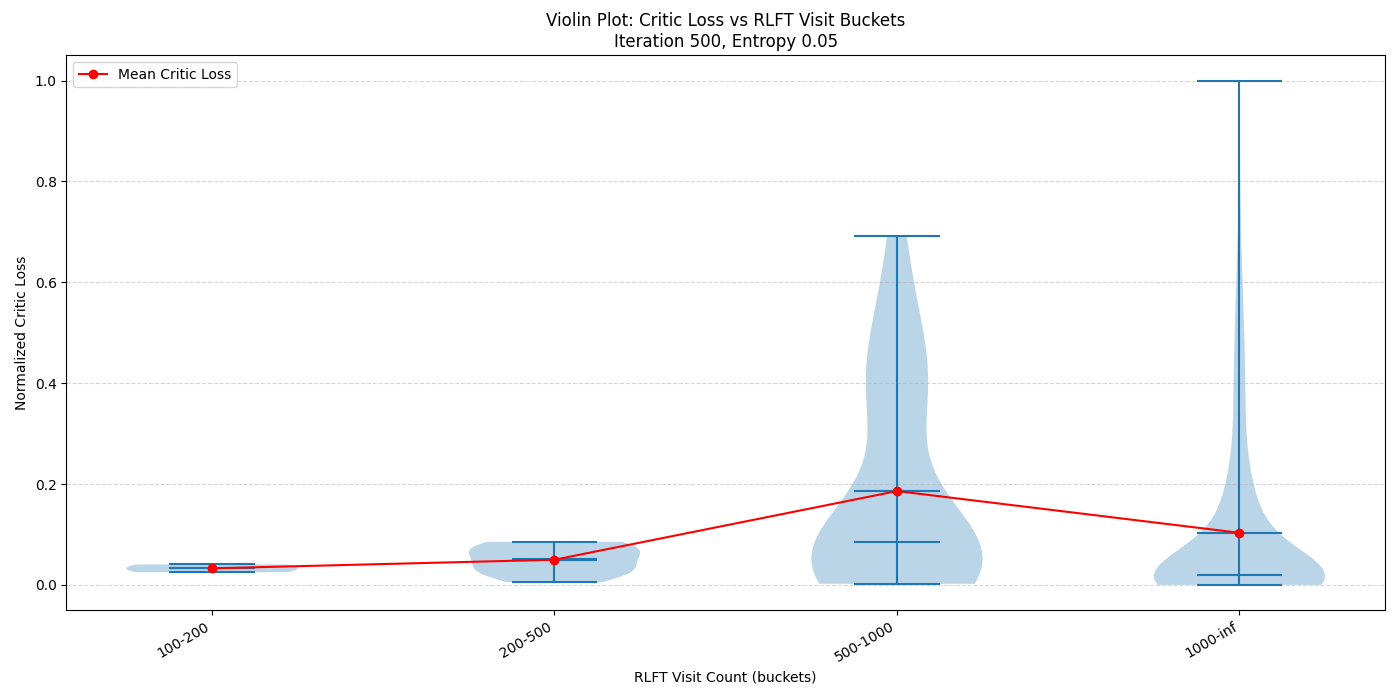 Violin Plot: Critic Loss vs RLFT Visit Buckets
Iteration 500, Entropy 0.05
Mean Critic Loss
Normalized Critic Loss
1.0
0.8
0.6
0.4
0.2
0.0
100-200
200-500
500-1000
1000-inf
RLFT Visit Count (buckets)